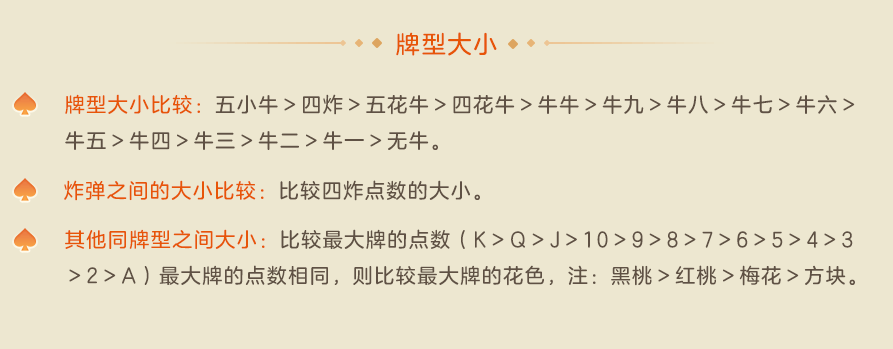 牌型大小
牌型大小比较：五小牛＞四炸＞五花牛＞四花牛＞牛牛＞牛九＞牛八＞牛七＞牛六＞
牛五＞牛四＞牛三＞牛二＞牛一＞无牛。
炸弹之间的大小比较：比较四炸点数的大小。
其他同牌型之间大小：比较最大牌的点数（K＞Q＞J＞10＞9＞8＞7＞6＞5＞4＞3
＞2＞A）最大牌的点数相同，则比较最大牌的花色，注：黑桃＞红桃＞梅花＞方块。